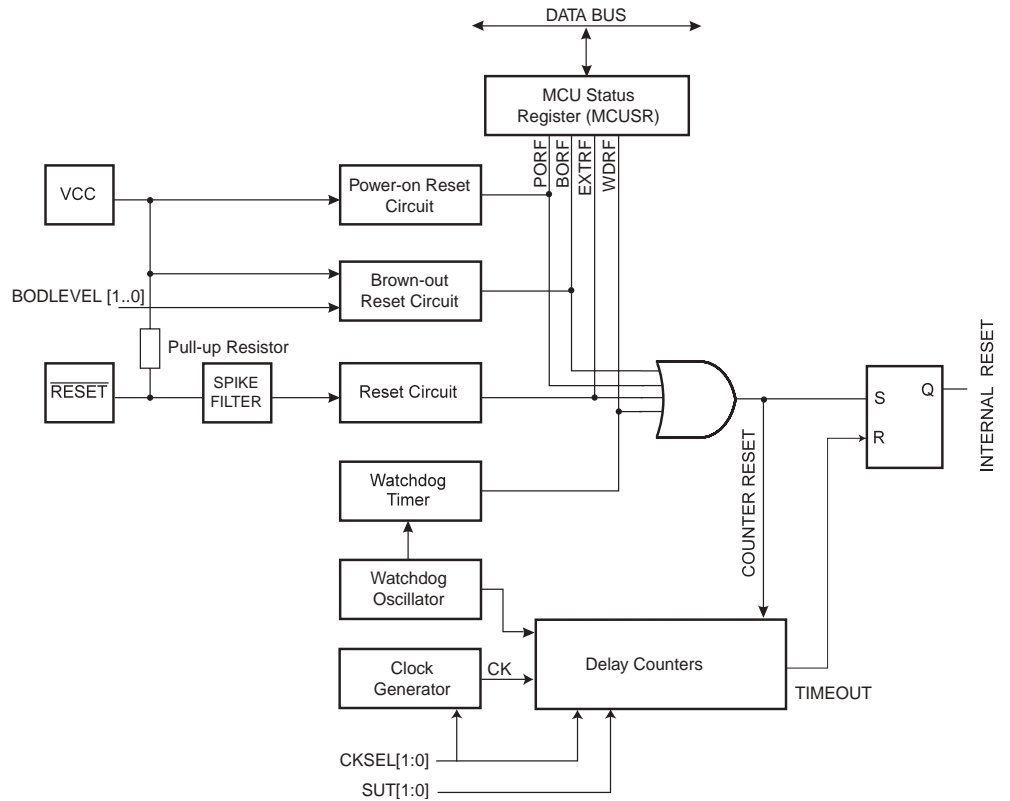 DATA BUS
MCU Status
Register (MCUSR)
PORF
BORF
EXTRF
WDRF
VCC
Power-on Reset
Circuit
BODLEVEL [1..0]
Brown-out
Reset Circuit
Pull-up Resistor
RESET
SPIKE
FILTER
Reset Circuit
S
Q
R
INTERNAL RESET
Watchdog
Timer
COUNTER RESET
Watchdog
Oscillator
Clock
Generator
CK
Delay Counters
TIMEOUT
CKSEL[1:0]
SUT[1:0]